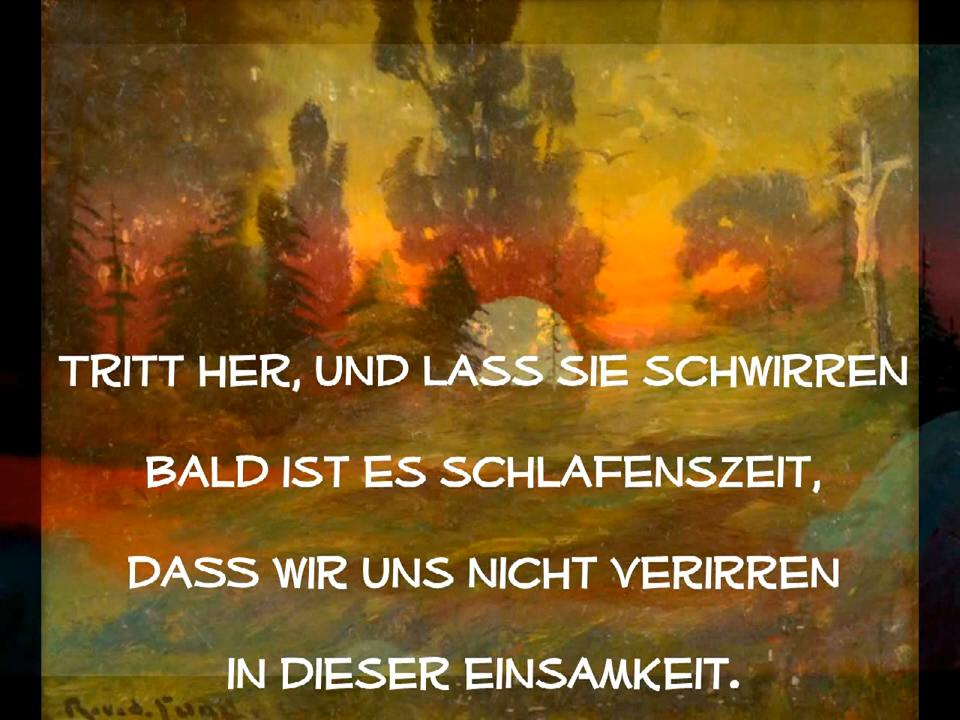 TRITT HER, UND LASS SIE SCHWIRREN
BALD IST ES SCHLAFENSZEIT,
DASS WIR UNS NICHT VERIRREN
IN DIESER EINSAMKEIT.